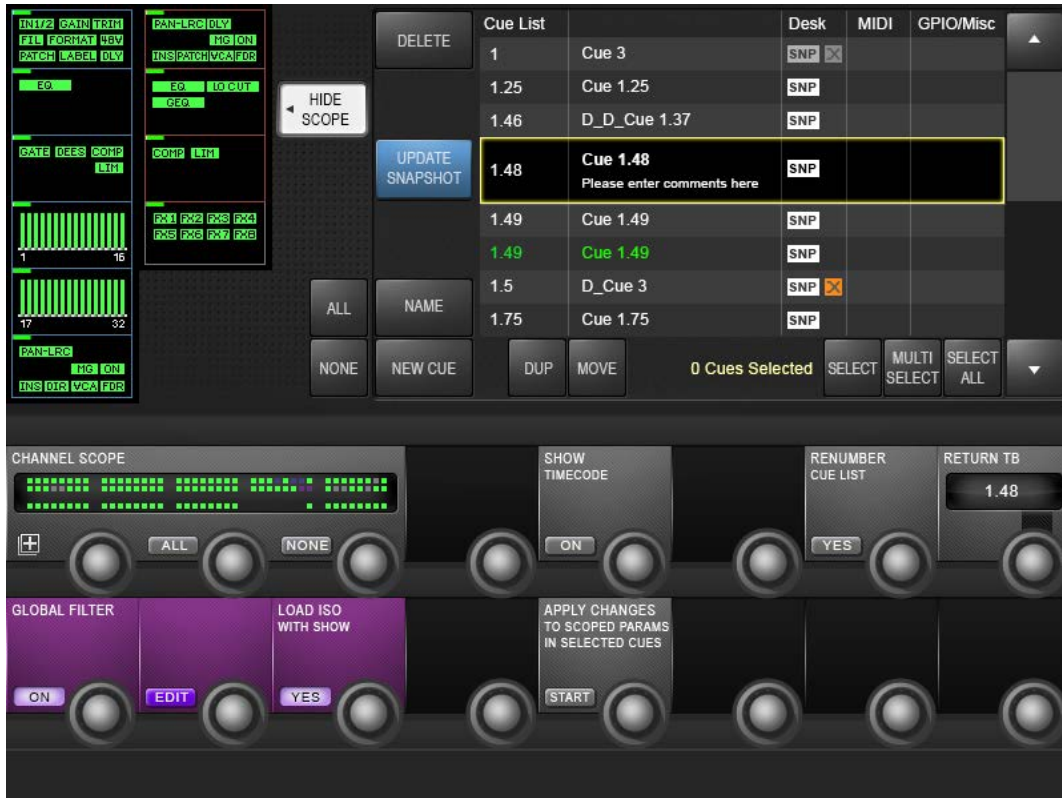 IN1/2 GAIN TRIM
FIL FORMAT 48V
PATCH LABEL DLY
EQ
GATE DEES COMP
LIM
1 16
17 32
PAN-LRC
MG ON
INS DIR VCA FDR
PAN-LRC DLY
MG ON
INS PATCH VCA FDR
EQ LO CUT
GEQ
COMP LIM
FX1 FX2 FX3 FX4
FX5 FX6 FX7 FX8
HIDE
SCOPE
ALL
NONE
DELETE
UPDATE
SNAPSHOT
NAME
NEW CUE
Cue List Desk MIDI GPIO/Misc
1 Cue 3 SNP
1.25 Cue 1.25 SNP
1.46 D_D_Cue 1.37 SNP
1.48 Cue 1.48 SNP
Please enter comments here
1.49 Cue 1.49 SNP
1.49 Cue 1.49 SNP
1.5 D_Cue 3 SNP
1.75 Cue 1.75 SNP
DUP MOVE 0 Cues Selected SELECT
MULTI
SELECT
SELECT
ALL
CHANNEL SCOPE
ALL NONE
SHOW
TIMECODE
ON
RENUMBER
CUE LIST
YES
RETURN TB
1.48
GLOBAL FILTER
ON
EDIT
LOAD ISO
WITH SHOW
YES
APPLY CHANGES
TO SCOPED PARAMS
IN SELECTED CUES
START